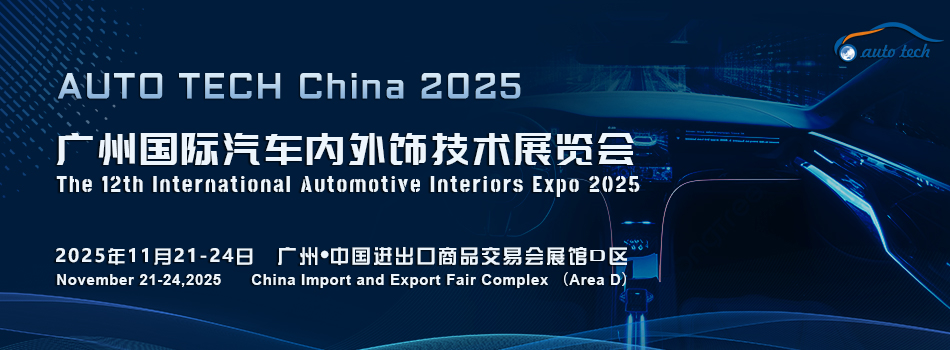 auto tech
AUTO TECH China 2025
广州国际汽车内外饰技术展览会
The 12th International Automotive Interiors Expo 2025
2025年11月21-24日 广州•中国进出口商品交易会展馆D区
November 21-24,2025 China Import and Export Fair Complex （Area D）